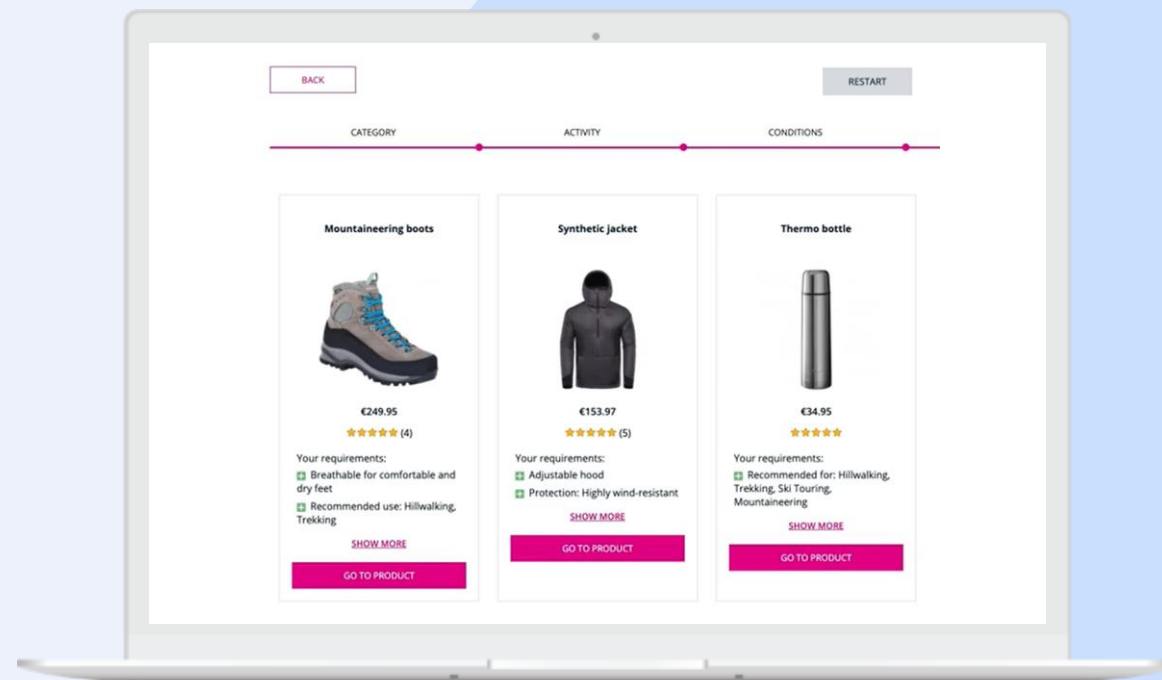 BACK
RESTART
CATEGORY
ACTIVITY
CONDITIONS
Mountaineering boots
€249.95
(4)
Your requirements:
Breathable for comfortable and
dry feet
Recommended use: Hillwalking,
Trekking
SHOW MORE
GO TO PRODUCT
Synthetic jacket
€153.97
(5)
Your requirements:
Adjustable hood
Protection: Highly wind-resistant
SHOW MORE
GO TO PRODUCT
Thermo bottle
€34.95
Your requirements:
Recommended for: Hillwalking,
Trekking, Ski Touring,
Mountaineering
SHOW MORE
GO TO PRODUCT